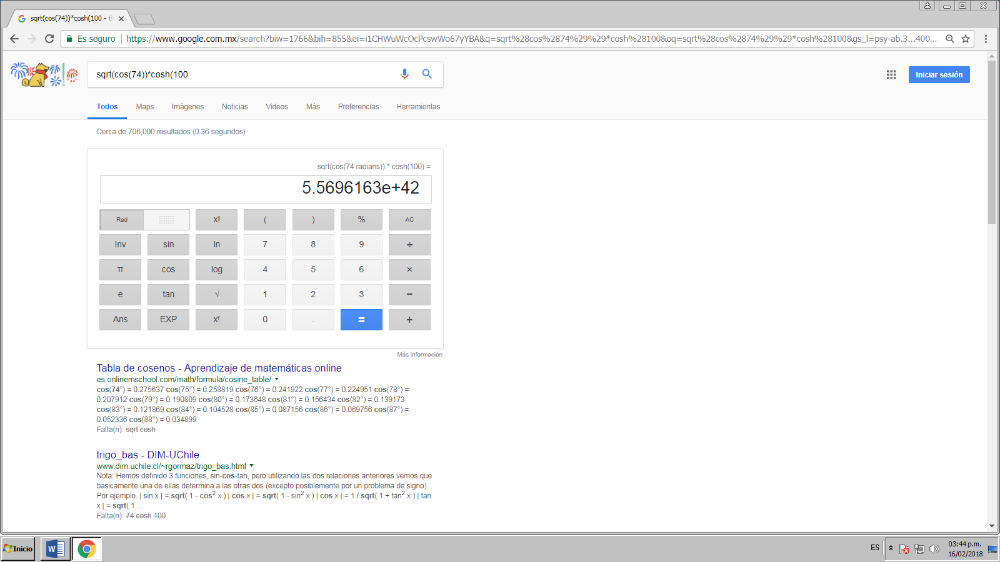 sqrt(cos(74))*cosh(100 - B
Es seguro
https://www.google.com.mx/search?biw=1766&bih=855&ei=i1CHWuWcOcPcswWo67yYBA&q=sqrt%28cos%2874%29%29*cosh%28100&oq=sqrt%28cos%2874%29%29*cosh%28100&gs_l=psy-ab.3...400...
sqrt(cos(74))*cosh(100
Iniciar sesión
Todos Maps Imágenes Noticias Videos Más Preferencias Herramientas
Cerca de 706,000 resultados (0.36 segundos)
sqrt(cos(74 radians)) * cosh(100) =
5.5696163e+42
Rad x! ( ) % AC
Inv sin ln 7 8 9 ÷
π cos log 4 5 6 ×
e tan √ 1 2 3 −
Ans EXP xʸ 0 . = +
Más información
Tabla de cosenos - Aprendizaje de matemáticas online
es.onlinemschool.com/math/formula/cosine_table/
cos(74°) = 0.275637 cos(75°) = 0.258819 cos(76°) = 0.241922 cos(77°) = 0.224951 cos(78°) =
0.207912 cos(79°) = 0.190809 cos(80°) = 0.173648 cos(81°) = 0.156434 cos(82°) = 0.139173
cos(83°) = 0.121869 cos(84°) = 0.104528 cos(85°) = 0.087156 cos(86°) = 0.069756 cos(87°) =
0.052336 cos(88°) = 0.034899
Falta(n): sqrt cosh
trigo_bas - DIM-UChile
www.dim.uchile.cl/~rgormaz/trigo_bas.html
Nota: Hemos definido 3 funciones, sin-cos-tan, pero utilizando las dos relaciones anteriores vemos que
basicamente una de ellas determina a las otras dos (excepto posiblemente por un problema de signo).
Por ejemplo. | sin x | = sqrt( 1 - cos² x ) | cos x | = sqrt( 1 - sin² x ) | cos x | = 1 / sqrt( 1 + tan² x ) | tan
x | = sqrt( 1 ...
Falta(n): 74 cosh 100
Inicio
ES
03:44 p.m.
16/02/2018